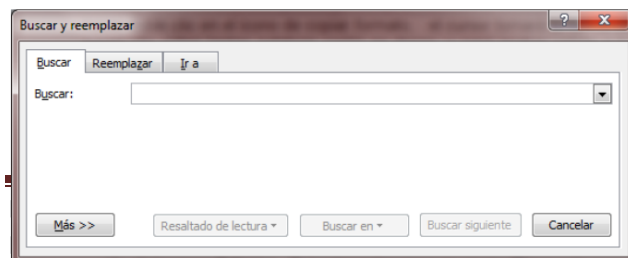 Buscar y reemplazar
Buscar Reemplazar Ir a
Buscar:
Más >> Resaltado de lectura Buscar en Buscar siguiente Cancelar